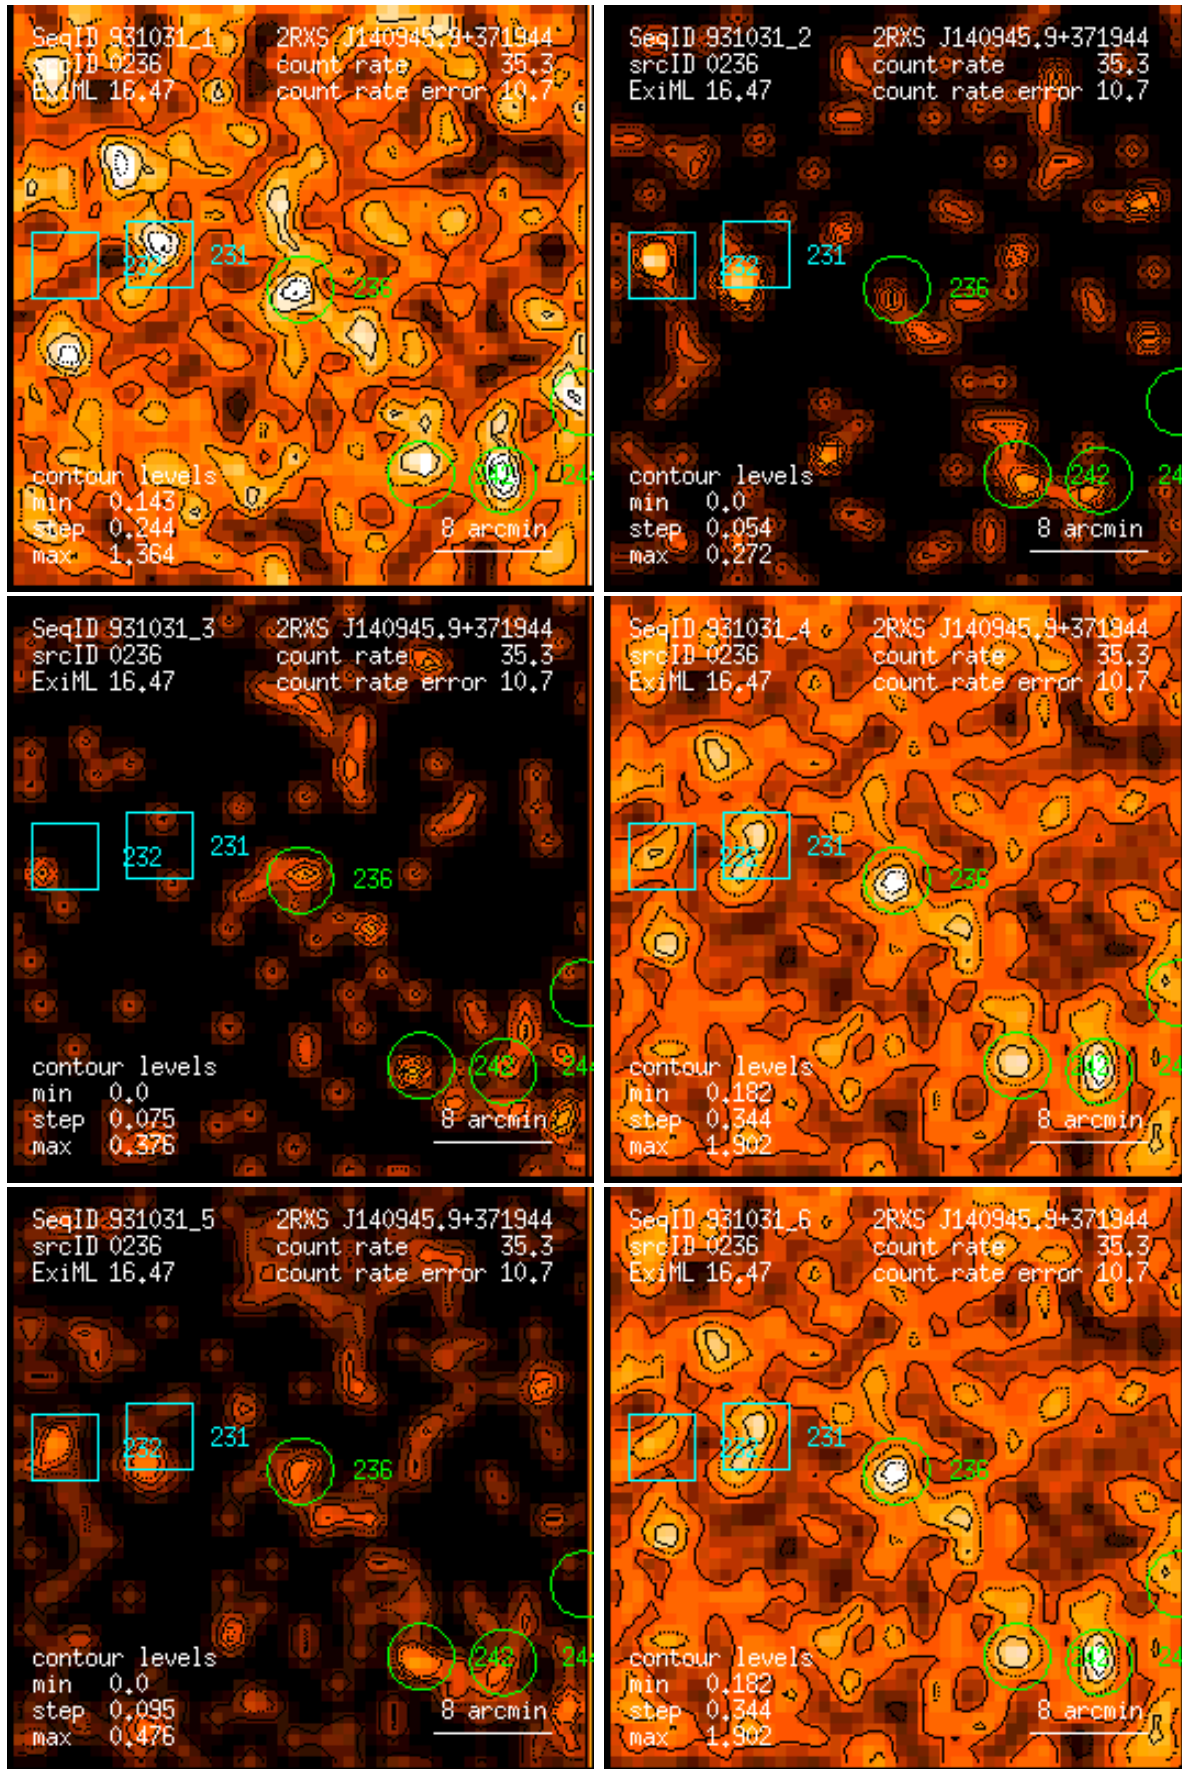 SeqID 931031_1 2RXS J140945.9+371944
srcID 0236 count rate 35.3
ExiML 16.47 count rate error 10.7
231
232
236
242 244
contour levels
min 0.143
step 0.244 8 arcmin
max 1.364
SeqID 931031_2 2RXS J140945.9+371944
srcID 0236 count rate 35.3
ExiML 16.47 count rate error 10.7
231
232
236
242 24
contour levels
min 0.0
step 0.054 8 arcmin
max 0.272
SeqID 931031_3 2RXS J140945.9+371944
srcID 0236 count rate 35.3
ExiML 16.47 count rate error 10.7
231
232
236
242 244
contour levels
min 0.0
step 0.075 8 arcmin
max 0.376
SeqID 931031_4 2RXS J140945.9+371944
srcID 0236 count rate 35.3
ExiML 16.47 count rate error 10.7
231
232
236
242 24
contour levels
min 0.182
step 0.344 8 arcmin
max 1.902
SeqID 931031_5 2RXS J140945.9+371944
srcID 0236 count rate 35.3
ExiML 16.47 count rate error 10.7
231
232
236
242 244
contour levels
min 0.0
step 0.095 8 arcmin
max 0.476
SeqID 931031_6 2RXS J140945.9+371944
srcID 0236 count rate 35.3
ExiML 16.47 count rate error 10.7
231
232
236
242 24
contour levels
min 0.182
step 0.344 8 arcmin
max 1.902